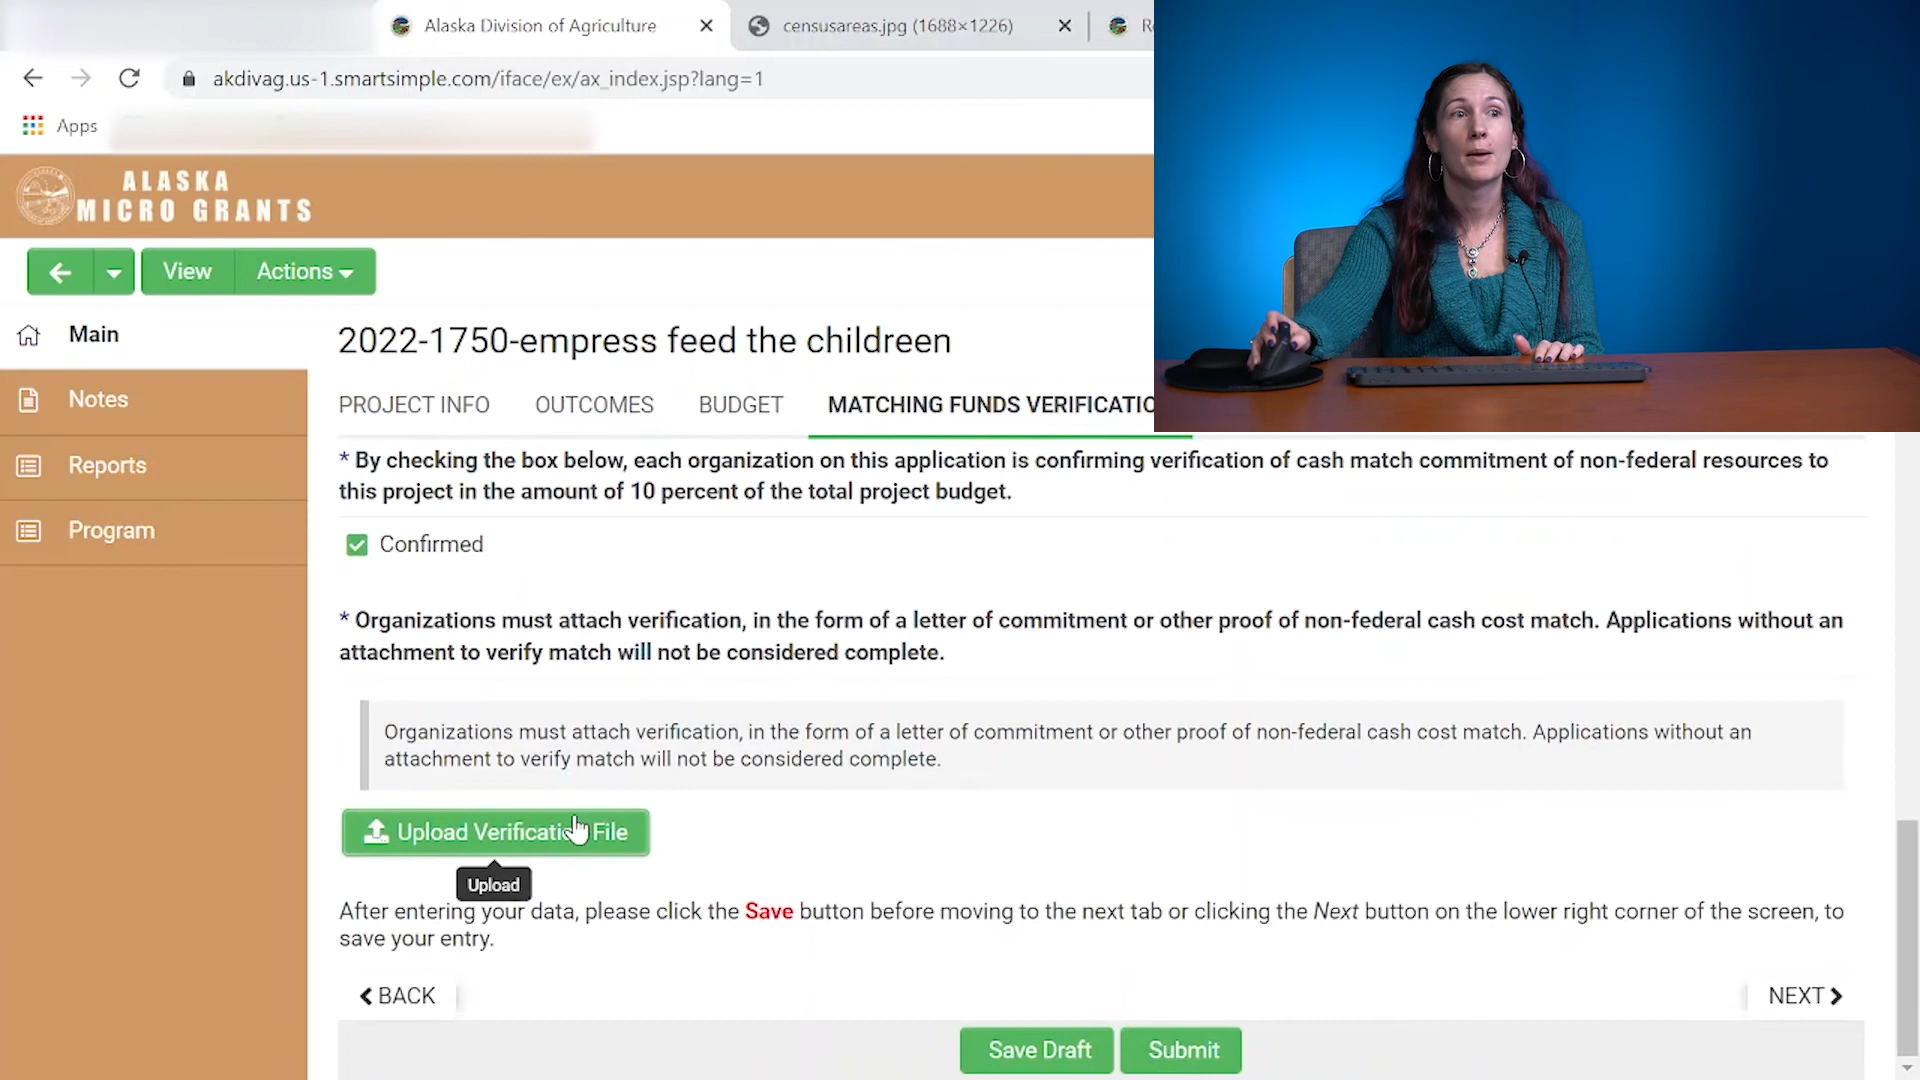 Alaska Division of Agriculture
censusareas.jpg (1688×1226)
akdivag.us-1.smartsimple.com/iface/ex/ax_index.jsp?lang=1
Apps
ALASKA
MICRO GRANTS
View
Actions
Main
Notes
Reports
Program
2022-1750-empress feed the childreen
PROJECT INFO
OUTCOMES
BUDGET
MATCHING FUNDS VERIFICATIO
* By checking the box below, each organization on this application is confirming verification of cash match commitment of non-federal resources to
this project in the amount of 10 percent of the total project budget.
Confirmed
* Organizations must attach verification, in the form of a letter of commitment or other proof of non-federal cash cost match. Applications without an
attachment to verify match will not be considered complete.
Organizations must attach verification, in the form of a letter of commitment or other proof of non-federal cash cost match. Applications without an
attachment to verify match will not be considered complete.
Upload Verification File
Upload
After entering your data, please click the Save button before moving to the next tab or clicking the Next button on the lower right corner of the screen, to
save your entry.
BACK
NEXT
Save Draft
Submit